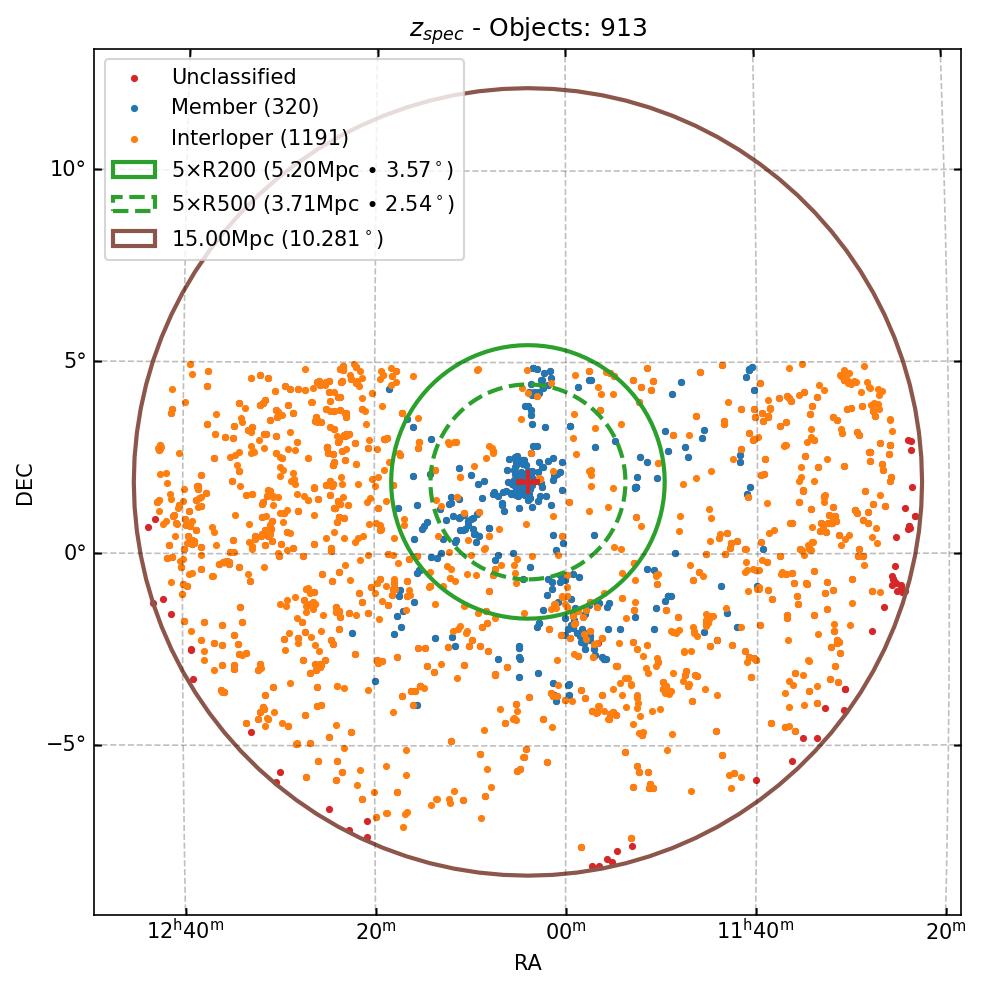 z_spec - Objects: 913
Unclassified
Member (320)
Interloper (1191)
5×R200 (5.20Mpc • 3.57°)
5×R500 (3.71Mpc • 2.54°)
15.00Mpc (10.281°)
10°
5°
0°
−5°
DEC
12ʰ40ᵐ 20ᵐ 00ᵐ 11ʰ40ᵐ 20ᵐ
RA